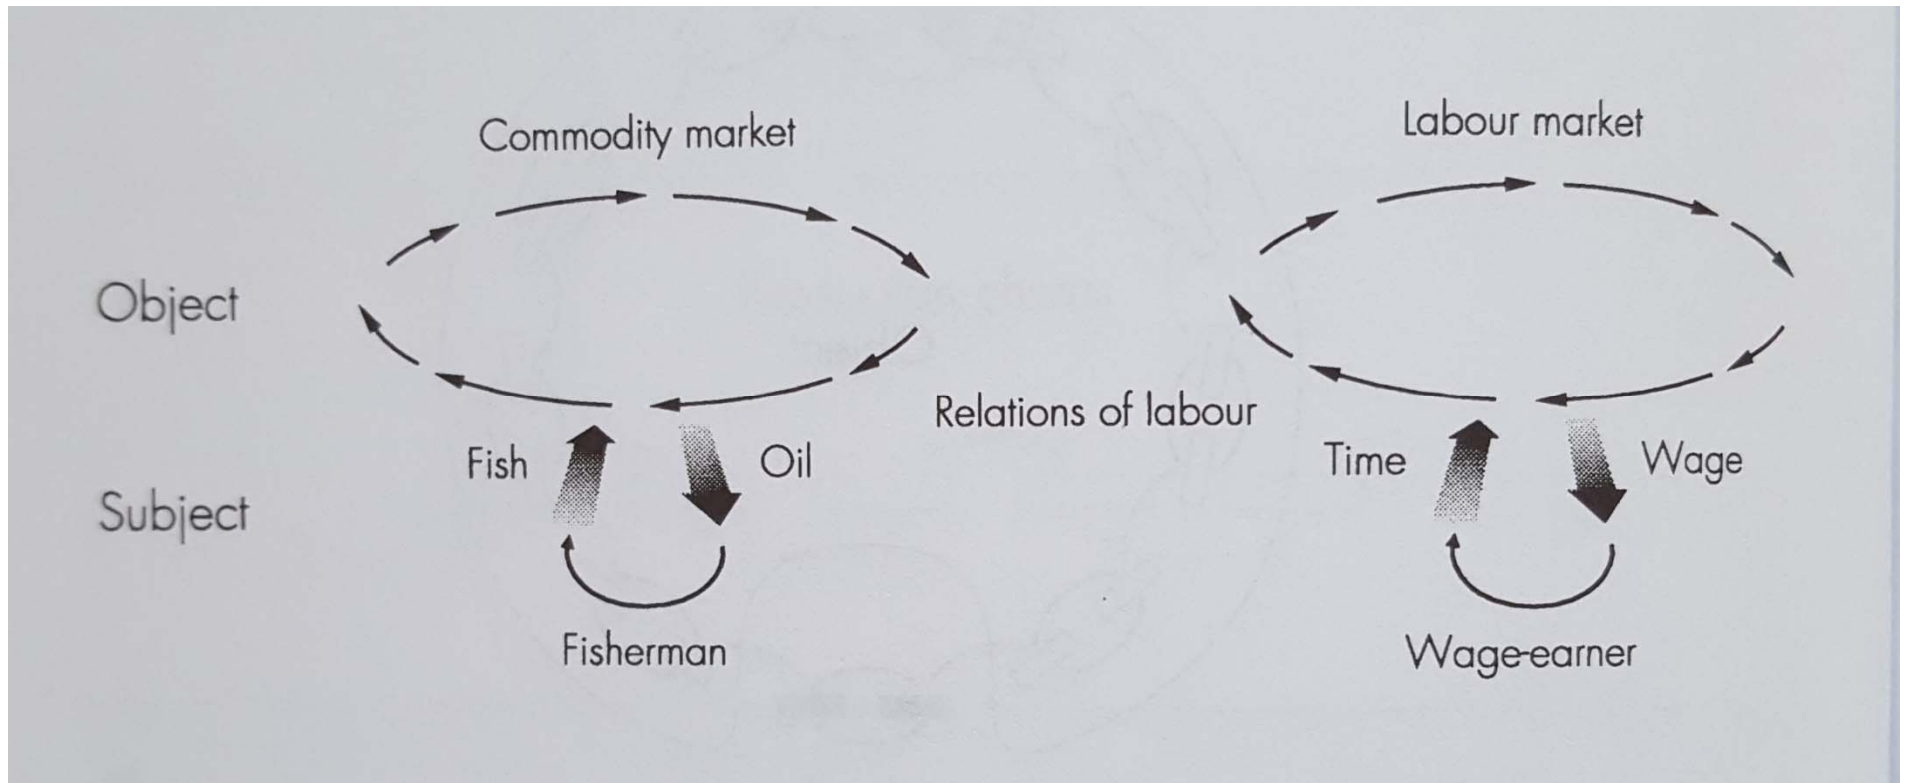 Commodity market
Labour market
Object
Relations of labour
Fish
Oil
Time
Wage
Subject
Fisherman
Wage-earner